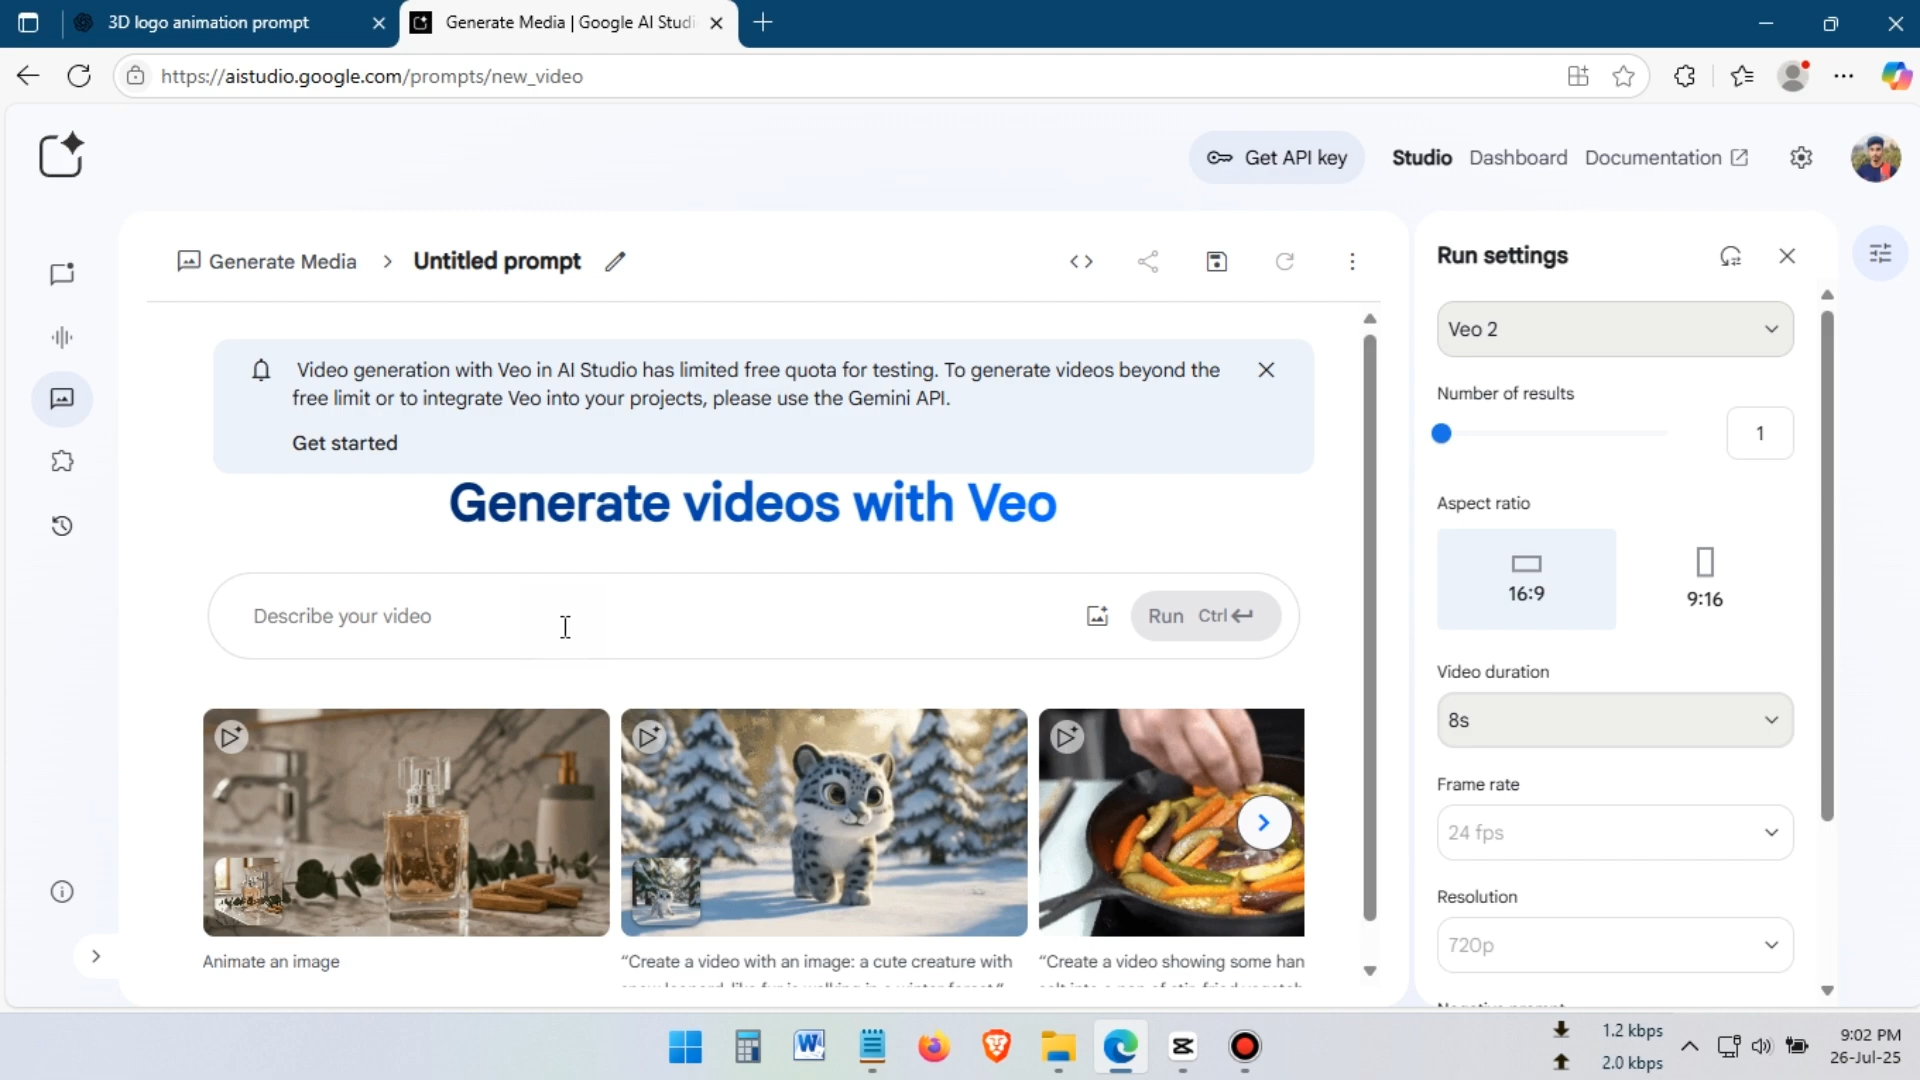 3D logo animation prompt
Generate Media | Google AI Studi
https://aistudio.google.com/prompts/new_video
Get API key
Studio
Dashboard
Documentation
Generate Media > Untitled prompt
Video generation with Veo in AI Studio has limited free quota for testing. To generate videos beyond the
free limit or to integrate Veo into your projects, please use the Gemini API.
Get started
Generate videos with Veo
Describe your video
Run Ctrl
Animate an image
“Create a video with an image: a cute creature with
“Create a video showing some han
Run settings
Veo 2
Number of results
1
Aspect ratio
16:9
9:16
Video duration
8s
Frame rate
24 fps
Resolution
720p
1.2 kbps
2.0 kbps
9:02 PM
26-Jul-25